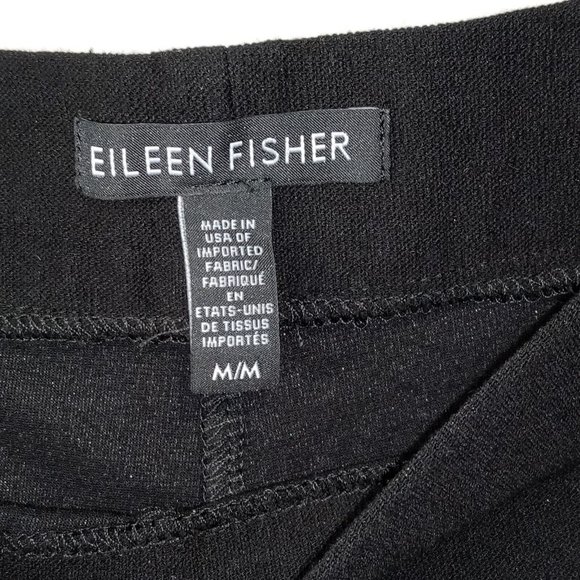 EILEEN FISHER
MADE IN
USA OF
IMPORTED
FABRIC/
FABRIQUÉ
EN
ETATS-UNIS
DE TISSUS
IMPORTÉS
M/M